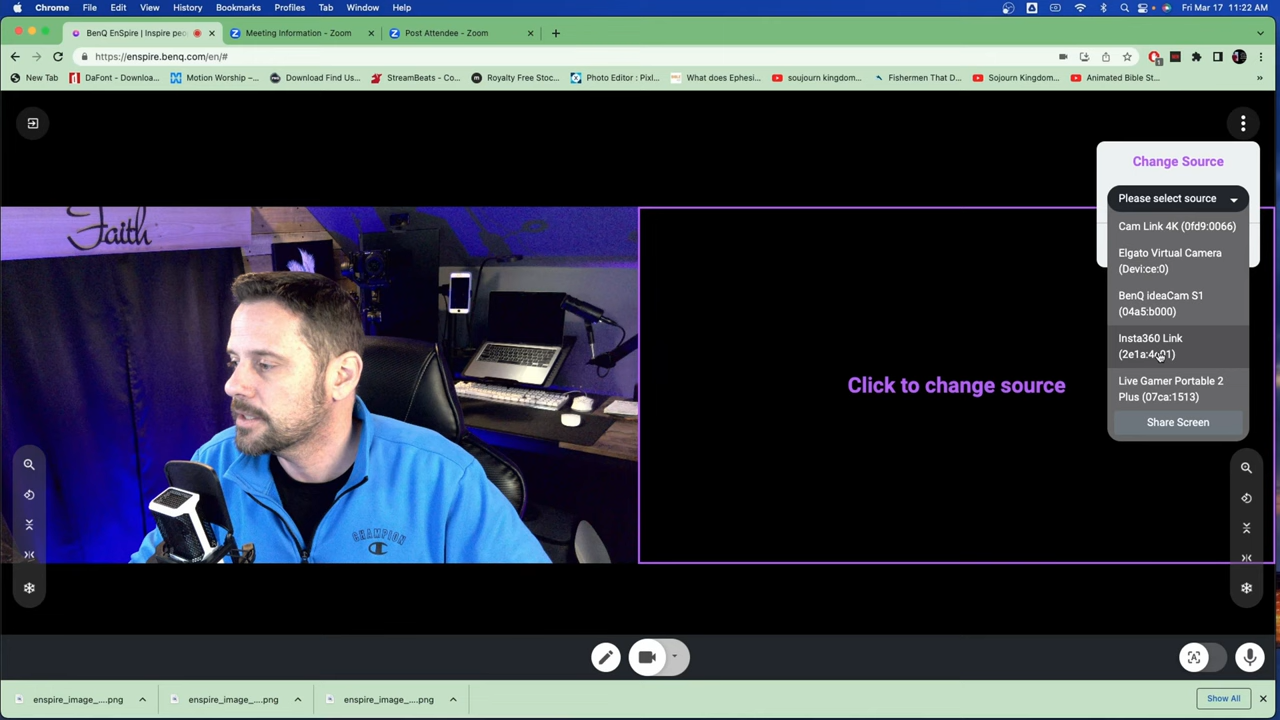 Chrome File Edit View History Bookmarks Profiles Tab Window Help Fri Mar 17 11:22 AM
BenQ EnSpire | Inspire peo Meeting Information - Zoom Post Attendee - Zoom
https://enspire.benq.com/en/#
New Tab DaFont - Downloa... Motion Worship –... Download Find Us... StreamBeats - Co... Royalty Free Stoc... Photo Editor : Pixl... What does Ephesi... soujourn kingdom... Fishermen That D... Sojourn Kingdom... Animated Bible St...
Change Source
Please select source
Cam Link 4K (0fd9:0066)
Elgato Virtual Camera
(Devi:ce:0)
BenQ ideaCam S1
(04a5:b000)
Insta360 Link
(2e1a:4c01)
Live Gamer Portable 2
Plus (07ca:1513)
Share Screen
Faith
Click to change source
CHAMPION
enspire_image_....png enspire_image_....png enspire_image_....png Show All